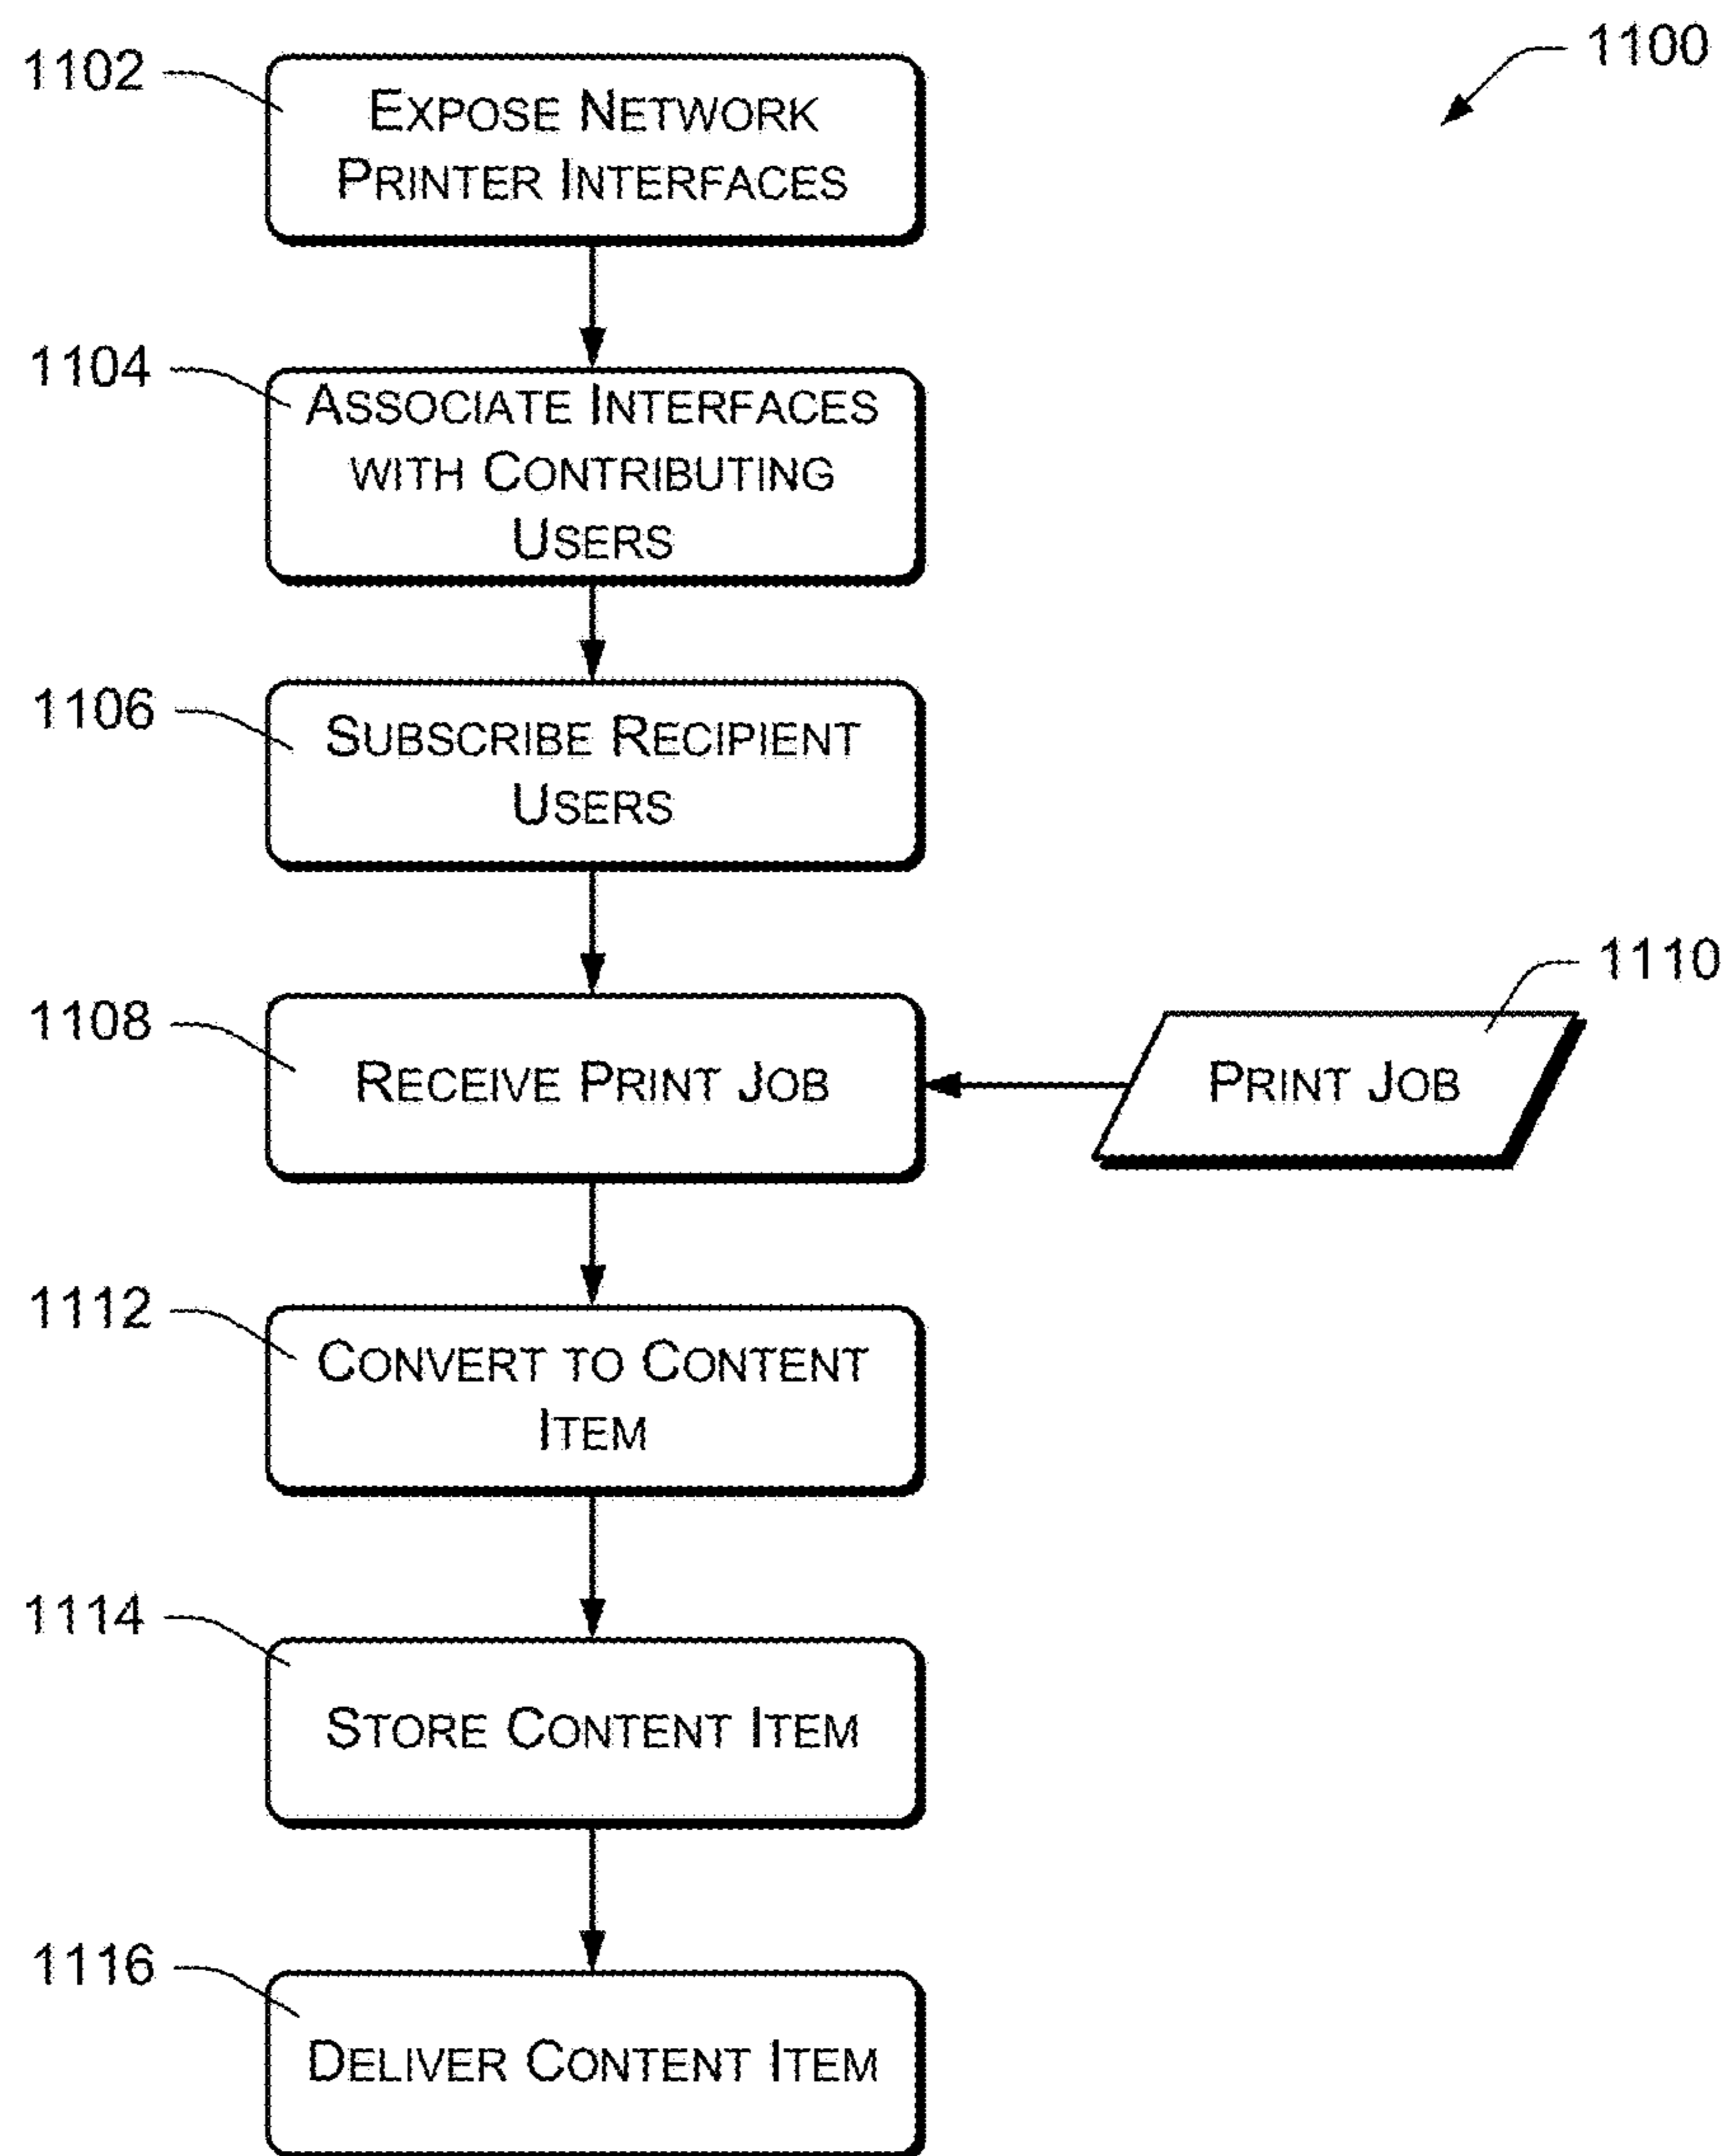 1100
1102
EXPOSE NETWORK
PRINTER INTERFACES
1104
ASSOCIATE INTERFACES
WITH CONTRIBUTING
USERS
1106
SUBSCRIBE RECIPIENT
USERS
1108
RECEIVE PRINT JOB
1110
PRINT JOB
1112
CONVERT TO CONTENT
ITEM
1114
STORE CONTENT ITEM
1116
DELIVER CONTENT ITEM